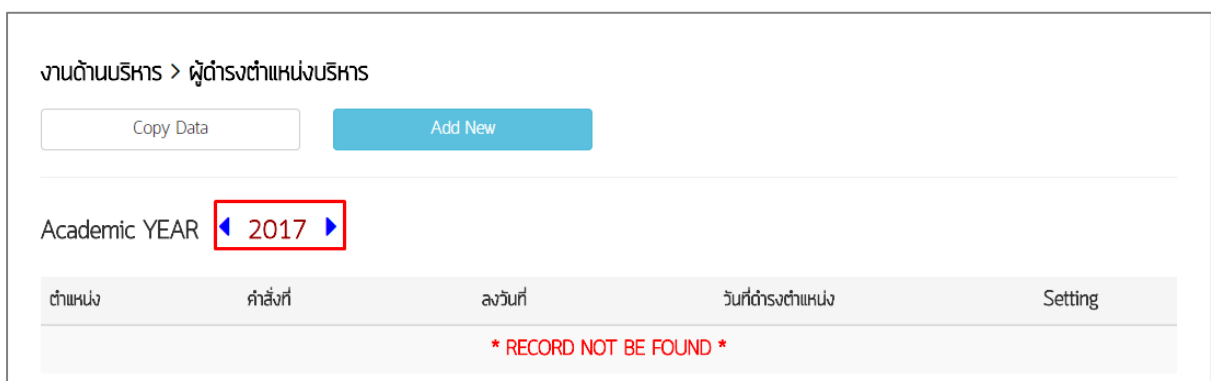 งานด้านบริหาร > ผู้ดำรงตำแหน่งบริหาร
Copy Data Add New
Academic YEAR 2017
ตำแหน่ง คำสั่งที่ ลงวันที่ วันที่ดำรงตำแหน่ง Setting
* RECORD NOT BE FOUND *